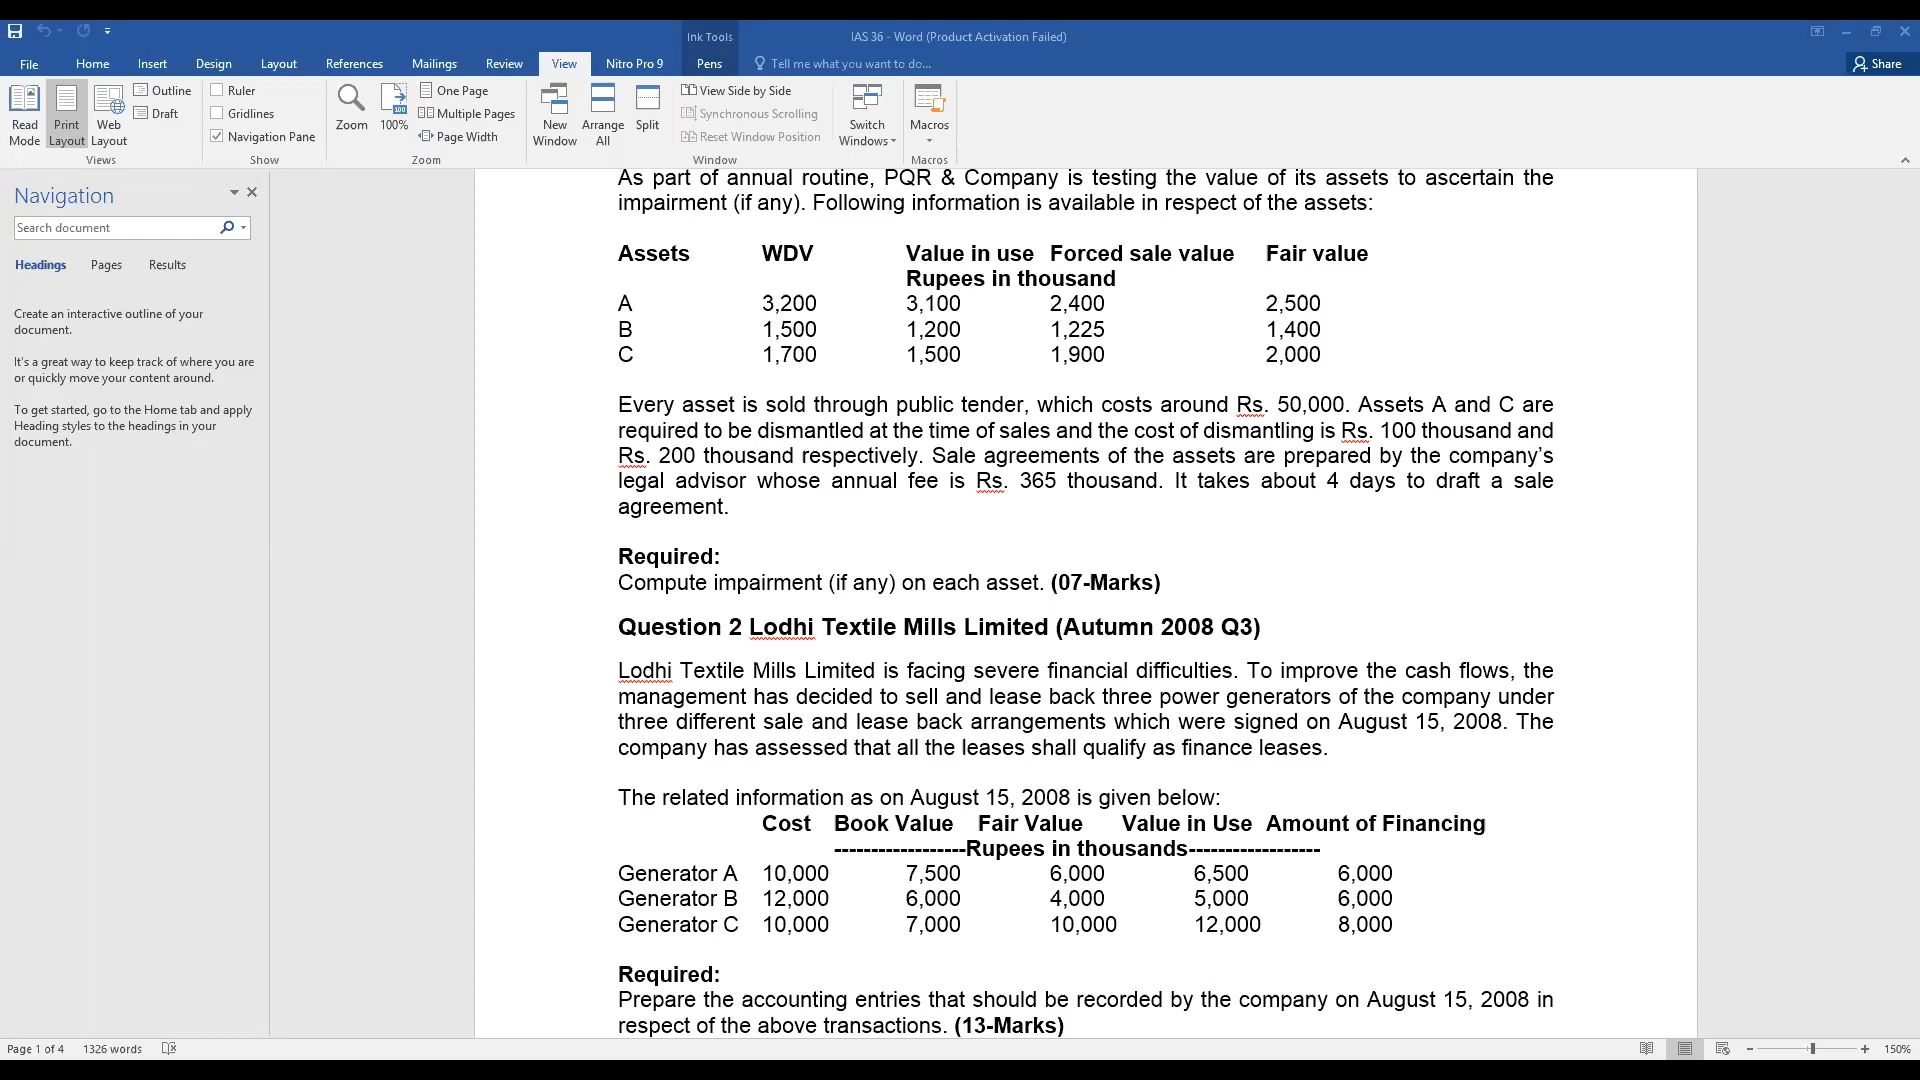 Ink Tools
IAS 36 - Word (Product Activation Failed)
File Home Insert Design Layout References Mailings Review View Nitro Pro 9 Pens Tell me what you want to do... Share
Read Mode
Print Layout
Web Layout
Outline
Draft
Views
Ruler
Gridlines
Navigation Pane
Show
Zoom
100
100%
One Page
Multiple Pages
Page Width
Zoom
New Window
Arrange All
Split
View Side by Side
Synchronous Scrolling
Reset Window Position
Window
Switch Windows
Macros
Macros
Navigation
Search document
Headings Pages Results
Create an interactive outline of your
document.
It's a great way to keep track of where you are
or quickly move your content around.
To get started, go to the Home tab and apply
Heading styles to the headings in your
document.
As part of annual routine, PQR & Company is testing the value of its assets to ascertain the
impairment (if any). Following information is available in respect of the assets:
Assets WDV Value in use Forced sale value Fair value
Rupees in thousand
A 3,200 3,100 2,400 2,500
B 1,500 1,200 1,225 1,400
C 1,700 1,500 1,900 2,000
Every asset is sold through public tender, which costs around Rs. 50,000. Assets A and C are
required to be dismantled at the time of sales and the cost of dismantling is Rs. 100 thousand and
Rs. 200 thousand respectively. Sale agreements of the assets are prepared by the company's
legal advisor whose annual fee is Rs. 365 thousand. It takes about 4 days to draft a sale
agreement.
Required:
Compute impairment (if any) on each asset. (07-Marks)
Question 2 Lodhi Textile Mills Limited (Autumn 2008 Q3)
Lodhi Textile Mills Limited is facing severe financial difficulties. To improve the cash flows, the
management has decided to sell and lease back three power generators of the company under
three different sale and lease back arrangements which were signed on August 15, 2008. The
company has assessed that all the leases shall qualify as finance leases.
The related information as on August 15, 2008 is given below:
Cost Book Value Fair Value Value in Use Amount of Financing
------------------Rupees in thousands------------------
Generator A 10,000 7,500 6,000 6,500 6,000
Generator B 12,000 6,000 4,000 5,000 6,000
Generator C 10,000 7,000 10,000 12,000 8,000
Required:
Prepare the accounting entries that should be recorded by the company on August 15, 2008 in
respect of the above transactions. (13-Marks)
Page 1 of 4 1326 words 150%